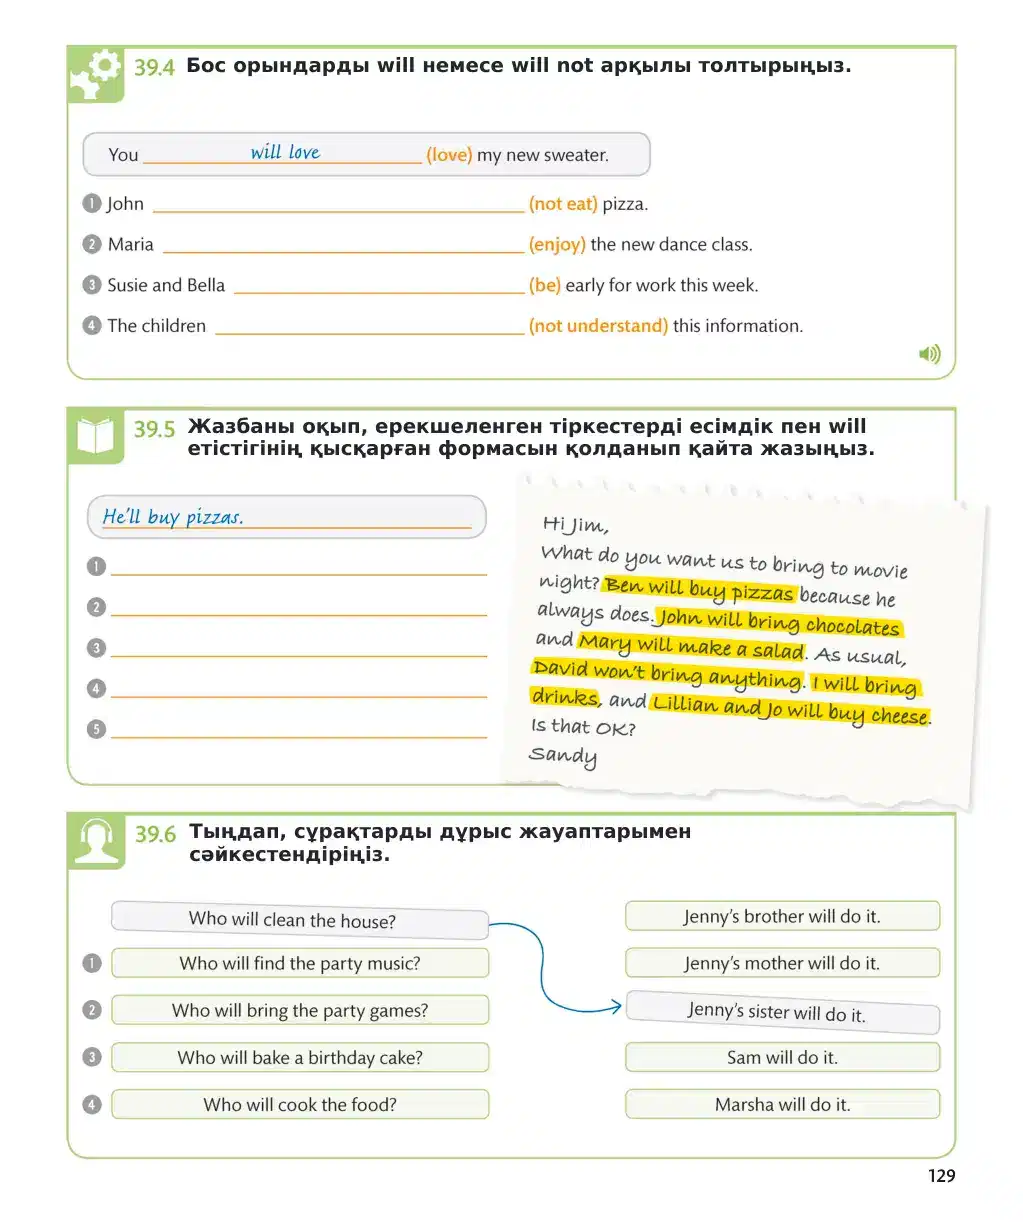 39.4 Бос орындарды will немесе will not арқылы толтырыңыз.
You will love (love) my new sweater.
1 John (not eat) pizza.
2 Maria (enjoy) the new dance class.
3 Susie and Bella (be) early for work this week.
4 The children (not understand) this information.
39.5 Жазбаны оқып, ерекшеленген тіркестерді есімдік пен will
етістігінің қысқарған формасын қолданып қайта жазыңыз.
He'll buy pizzas.
1
2
3
4
5
Hi Jim,
What do you want us to bring to movie
night? Ben will buy pizzas because he
always does. John will bring chocolates
and Mary will make a salad. As usual,
David won't bring anything. I will bring
drinks, and Lillian and Jo will buy cheese.
Is that OK?
Sandy
39.6 Тыңдап, сұрақтарды дұрыс жауаптарымен
сәйкестендіріңіз.
Who will clean the house?
1 Who will find the party music?
2 Who will bring the party games?
3 Who will bake a birthday cake?
4 Who will cook the food?
Jenny's brother will do it.
Jenny's mother will do it.
Jenny's sister will do it.
Sam will do it.
Marsha will do it.
129